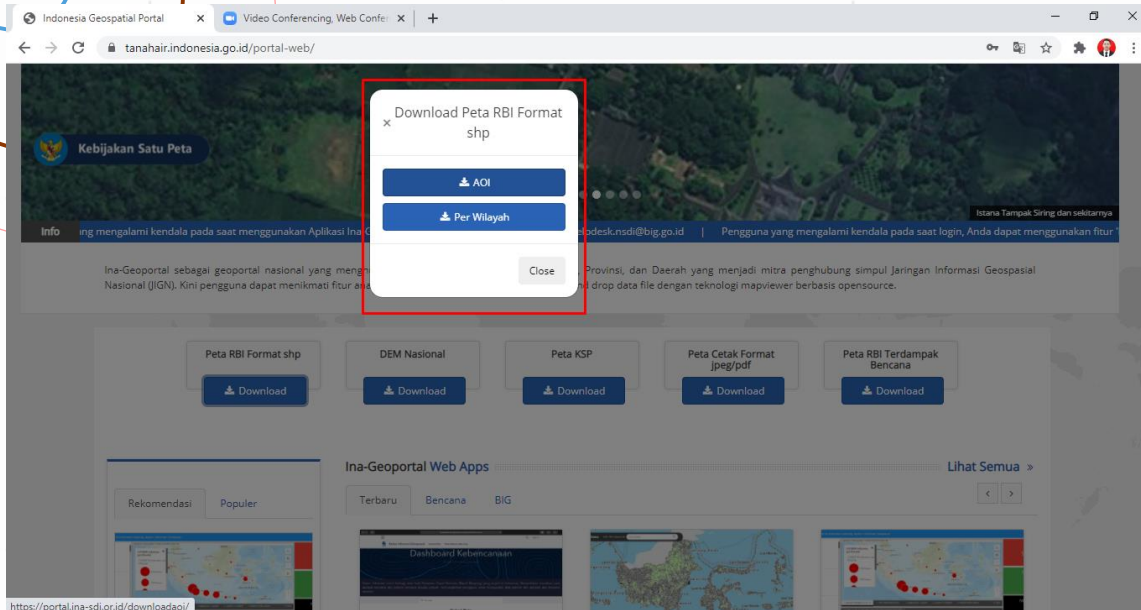 Indonesia Geospatial Portal
Video Conferencing, Web Confer
tanahair.indonesia.go.id/portal-web/
Kebijakan Satu Peta
Download Peta RBI Format
shp
AOI
Per Wilayah
Close
Istana Tampak Siring dan sekitarnya
Info
ng mengalami kendala pada saat menggunakan Aplikasi Ina-
pdesk.nsdi@big.go.id | Pengguna yang mengalami kendala pada saat login, Anda dapat menggunakan fitur
Ina-Geoportal sebagai geoportal nasional yang
Provinsi, dan Daerah yang menjadi mitra penghubung simpul Jaringan Informasi Geospasial
Nasional (JIGN). Kini pengguna dapat menikmati fitur
drop data file dengan teknologi mapviewer berbasis opensource.
Peta RBI Format shp
Download
DEM Nasional
Download
Peta KSP
Download
Peta Cetak Format
jpeg/pdf
Download
Peta RBI Terdampak
Bencana
Download
Rekomendasi
Populer
Ina-Geoportal Web Apps
Lihat Semua »
Terbaru
Bencana
BIG
Dashboard Kebencanaan
https://portal.ina-sdi.or.id/downloadaoi/